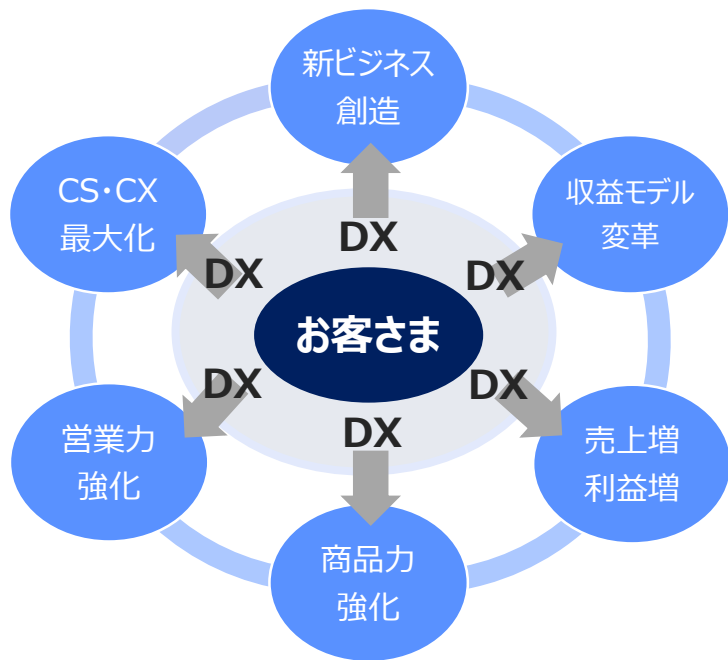 新ビジネス
創造
CS・CX
最大化
収益モデル
変革
DX
DX
DX
お客さま
DX
DX
DX
営業力
強化
売上増
利益増
商品力
強化